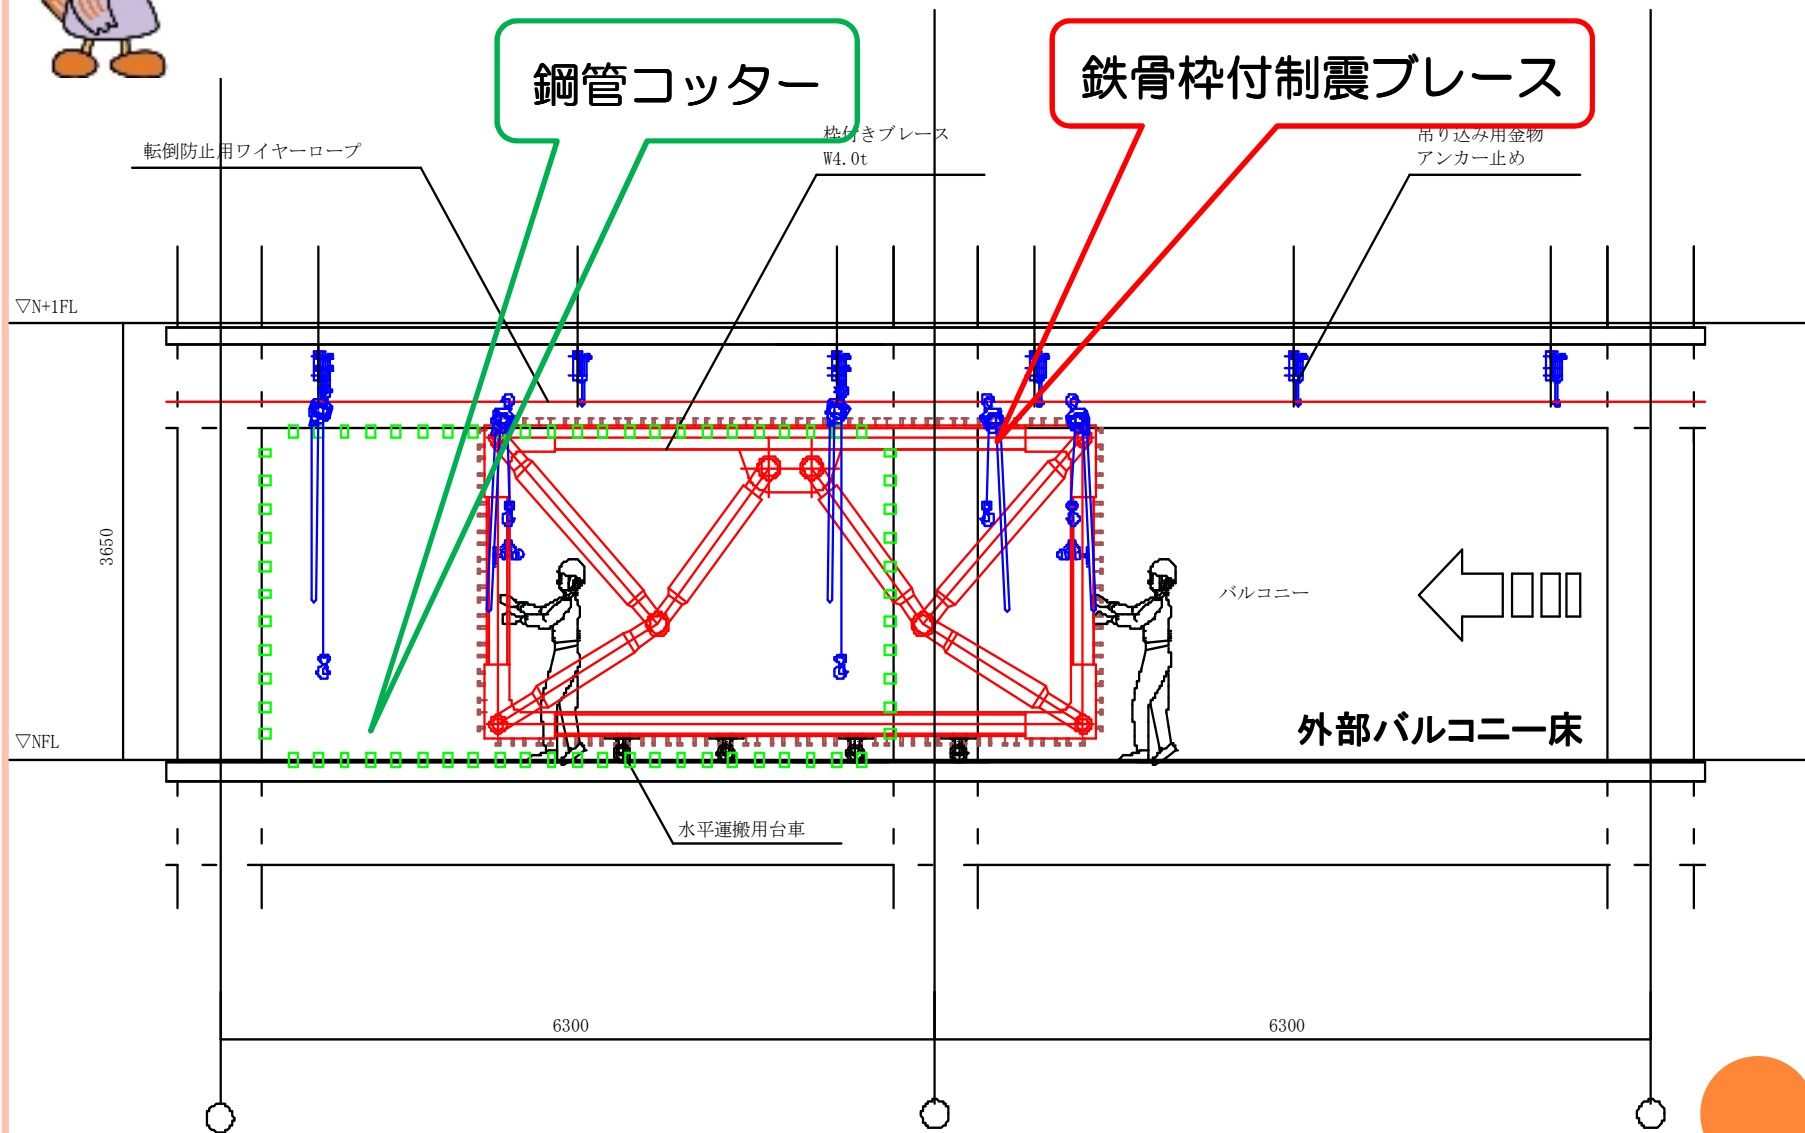 鋼管コッター
鉄骨枠付制震ブレース
転倒防止用ワイヤーロープ
枠付きブレース
W4.0t
吊り込み用金物
アンカー止め
▽N+1FL
3650
バルコニー
▽NFL
外部バルコニー床
水平運搬用台車
6300
6300